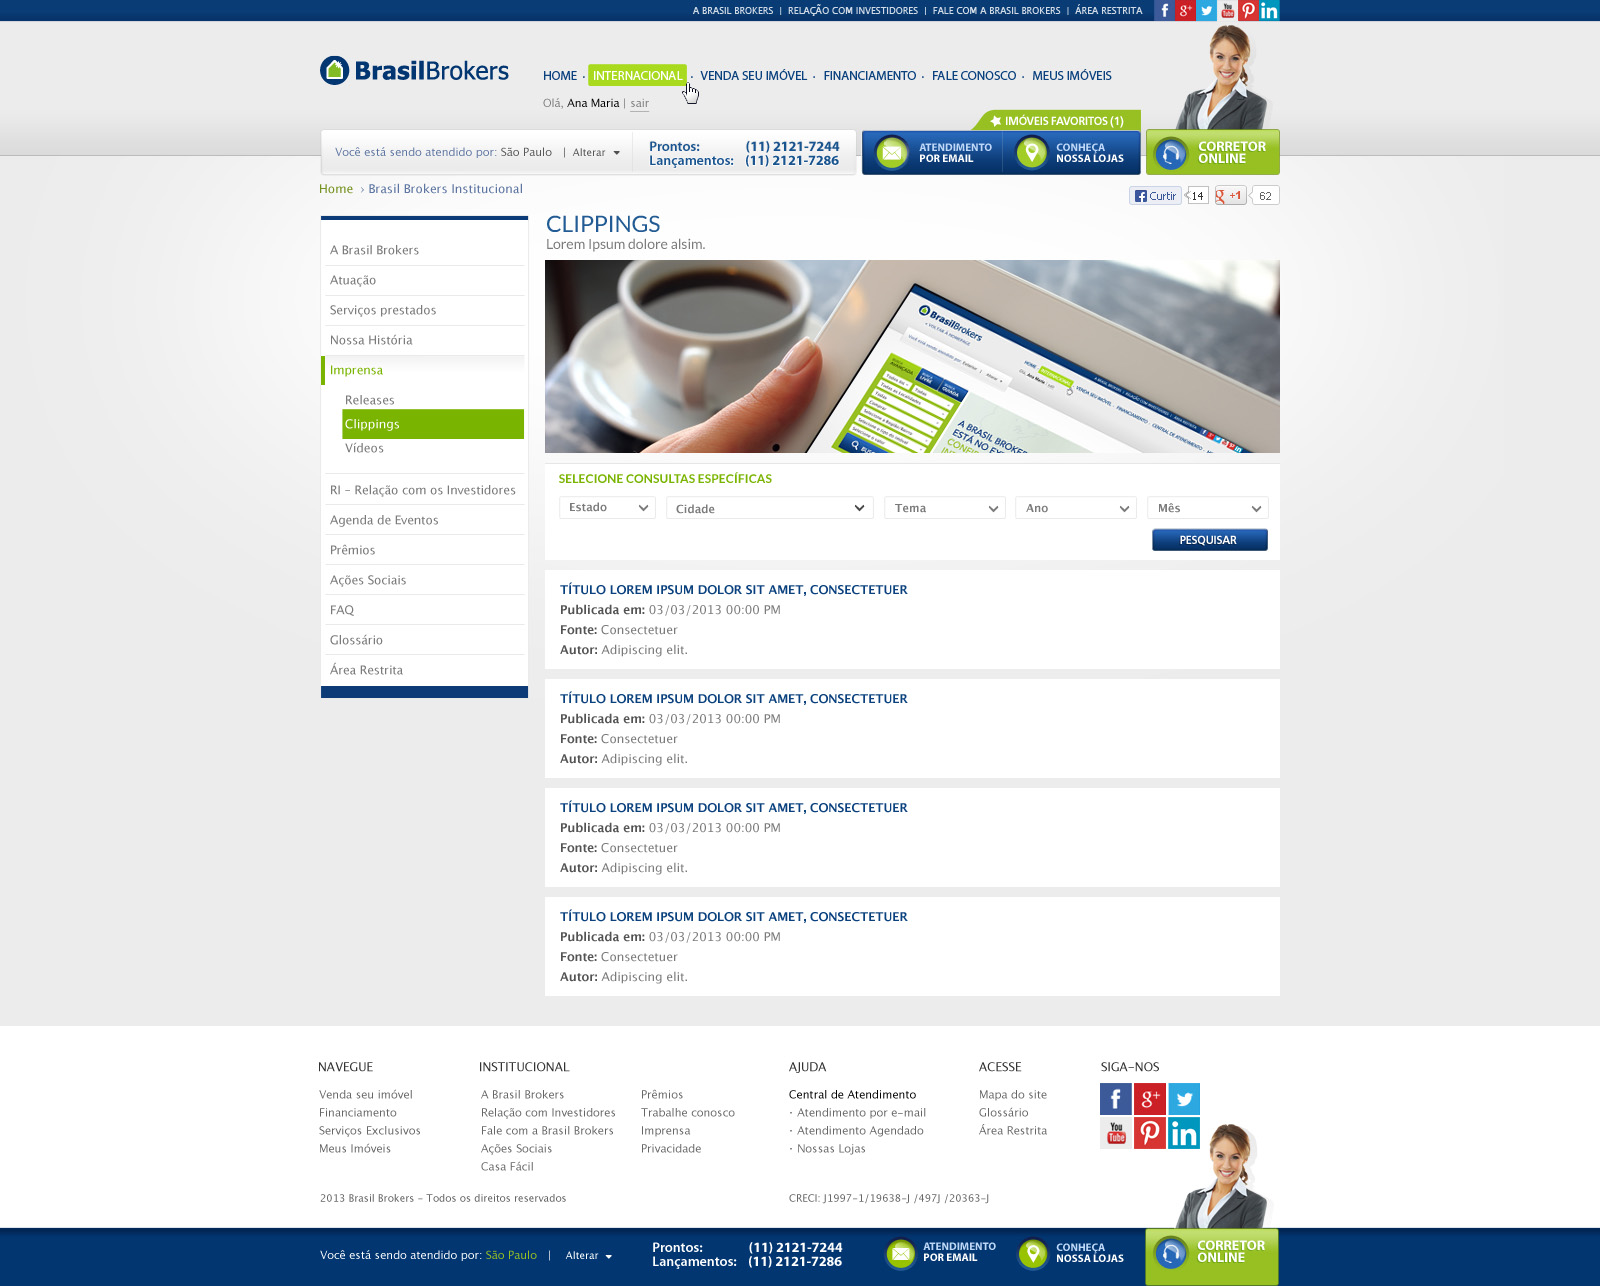 A BRASIL BROKERS | RELAÇÃO COM INVESTIDORES | FALE COM A BRASIL BROKERS | ÁREA RESTRITA
BrasilBrokers
HOME · INTERNACIONAL · VENDA SEU IMÓVEL · FINANCIAMENTO · FALE CONOSCO · MEUS IMÓVEIS
Olá, Ana Maria | sair
IMÓVEIS FAVORITOS (1)
Você está sendo atendido por: São Paulo | Alterar
Prontos: (11) 2121-7244
Lançamentos: (11) 2121-7286
ATENDIMENTO
POR EMAIL
CONHEÇA
NOSSA LOJAS
CORRETOR
ONLINE
Home › Brasil Brokers Institucional
Curtir 14 +1 62
A Brasil Brokers
Atuação
Serviços prestados
Nossa História
Imprensa
Releases
Clippings
Vídeos
RI - Relação com os Investidores
Agenda de Eventos
Prêmios
Ações Sociais
FAQ
Glossário
Área Restrita
CLIPPINGS
Lorem Ipsum dolore alsim.
BrasilBrokers
SELECIONE CONSULTAS ESPECÍFICAS
Estado Cidade Tema Ano Mês
PESQUISAR
TÍTULO LOREM IPSUM DOLOR SIT AMET, CONSECTETUER
Publicada em: 03/03/2013 00:00 PM
Fonte: Consectetuer
Autor: Adipiscing elit.
TÍTULO LOREM IPSUM DOLOR SIT AMET, CONSECTETUER
Publicada em: 03/03/2013 00:00 PM
Fonte: Consectetuer
Autor: Adipiscing elit.
TÍTULO LOREM IPSUM DOLOR SIT AMET, CONSECTETUER
Publicada em: 03/03/2013 00:00 PM
Fonte: Consectetuer
Autor: Adipiscing elit.
TÍTULO LOREM IPSUM DOLOR SIT AMET, CONSECTETUER
Publicada em: 03/03/2013 00:00 PM
Fonte: Consectetuer
Autor: Adipiscing elit.
NAVEGUE
Venda seu imóvel
Financiamento
Serviços Exclusivos
Meus Imóveis
INSTITUCIONAL
A Brasil Brokers
Relação com Investidores
Fale com a Brasil Brokers
Ações Sociais
Casa Fácil
Prêmios
Trabalhe conosco
Imprensa
Privacidade
AJUDA
Central de Atendimento
· Atendimento por e-mail
· Atendimento Agendado
· Nossas Lojas
ACESSE
Mapa do site
Glossário
Área Restrita
SIGA-NOS
You
Tube
2013 Brasil Brokers - Todos os direitos reservados
CRECI: J1997-1/19638-J /497J /20363-J
Você está sendo atendido por: São Paulo | Alterar
Prontos: (11) 2121-7244
Lançamentos: (11) 2121-7286
ATENDIMENTO
POR EMAIL
CONHEÇA
NOSSA LOJAS
CORRETOR
ONLINE